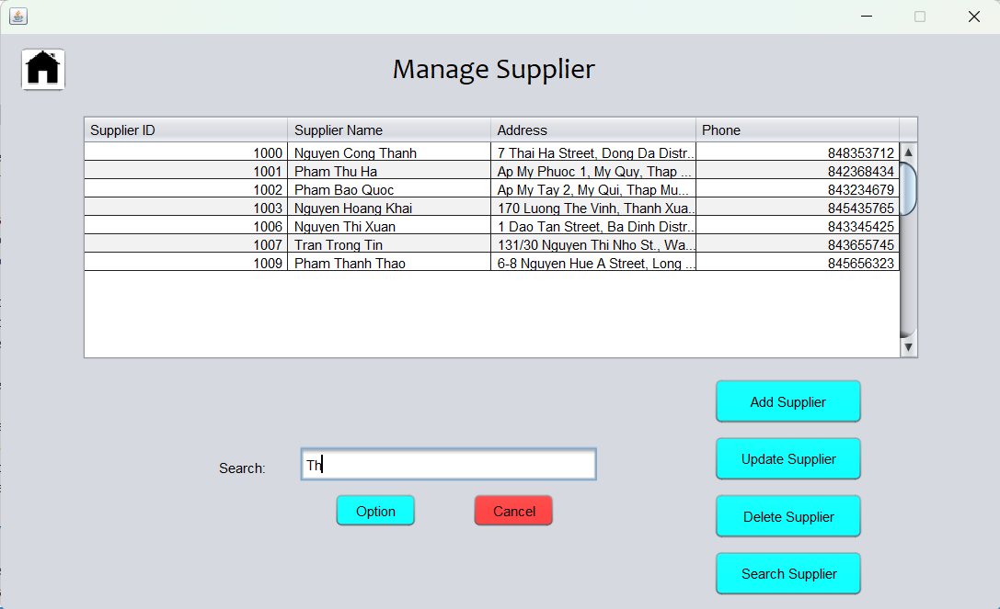 Manage Supplier
Supplier ID Supplier Name Address Phone
1000 Nguyen Cong Thanh 7 Thai Ha Street, Dong Da Distr... 848353712
1001 Pham Thu Ha Ap My Phuoc 1, My Quy, Thap ... 842368434
1002 Pham Bao Quoc Ap My Tay 2, My Qui, Thap Mu... 843234679
1003 Nguyen Hoang Khai 170 Luong The Vinh, Thanh Xua... 845435765
1006 Nguyen Thi Xuan 1 Dao Tan Street, Ba Dinh Distr... 843345425
1007 Tran Trong Tin 131/30 Nguyen Thi Nho St., Wa... 843655745
1009 Pham Thanh Thao 6-8 Nguyen Hue A Street, Long ... 845656323
Add Supplier
Search: Th
Update Supplier
Option Cancel
Delete Supplier
Search Supplier